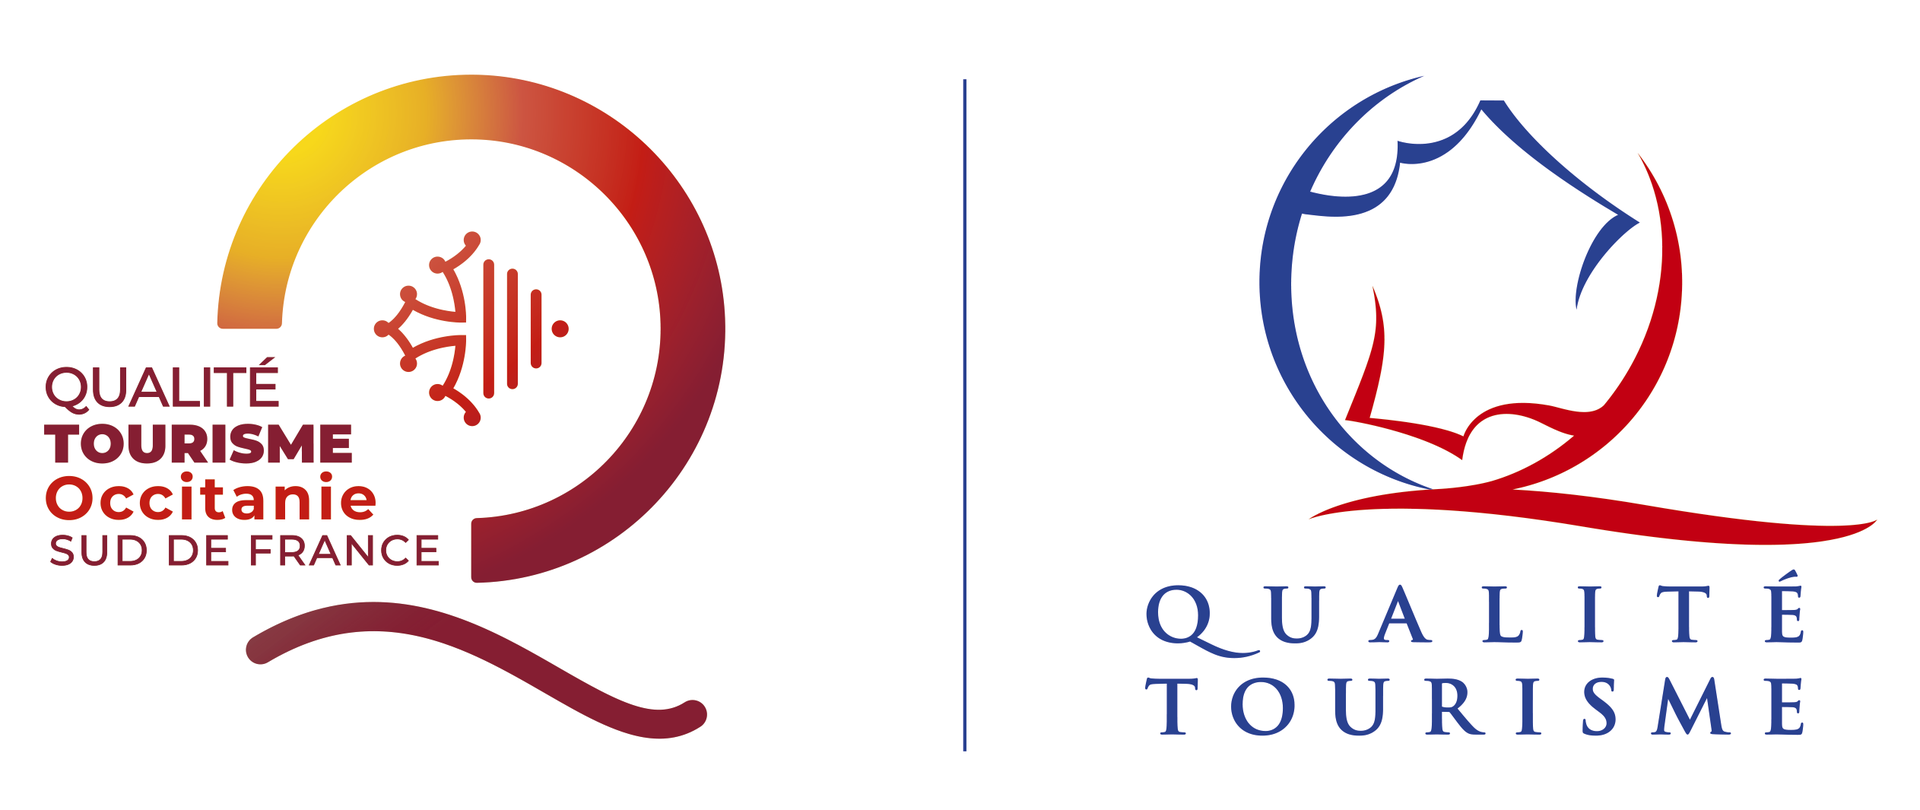 QUALITÉ
TOURISME
Occitanie
SUD DE FRANCE
QUALITÉ
TOURISME